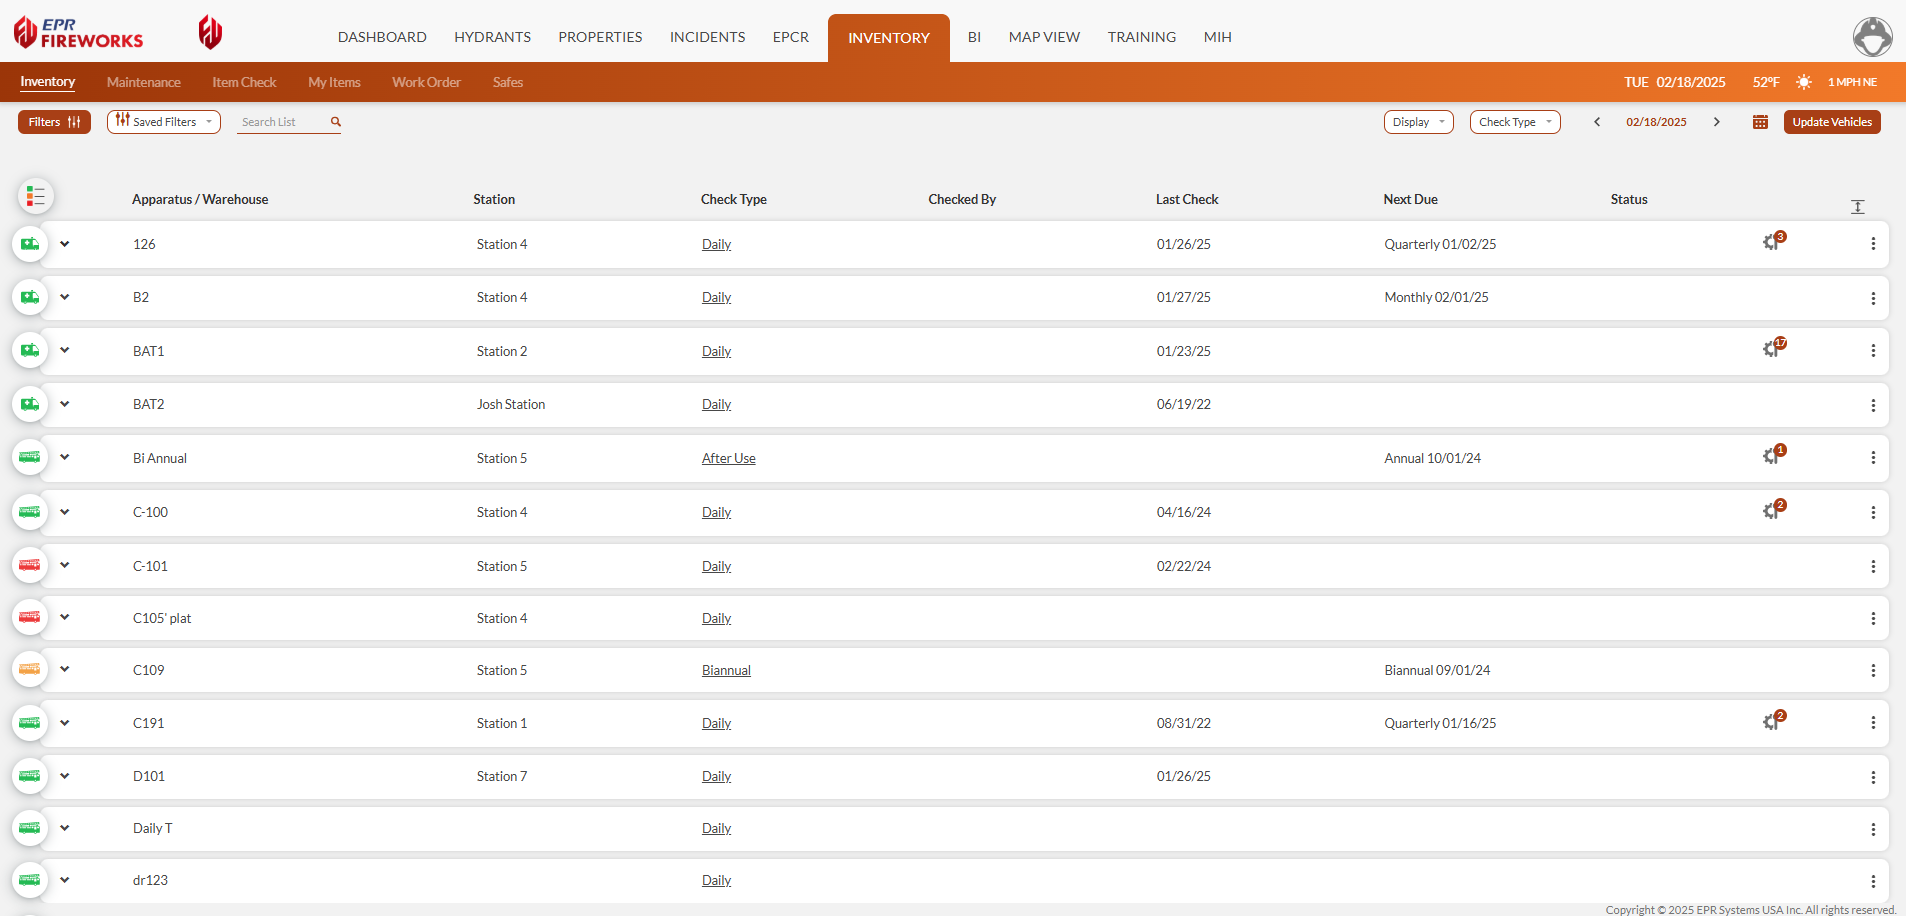 EPR
FIREWORKS
DASHBOARD HYDRANTS PROPERTIES INCIDENTS EPCR INVENTORY BI MAP VIEW TRAINING MIH
Inventory Maintenance Item Check My Items Work Order Safes TUE 02/18/2025 52°F 1 MPH NE
Filters Saved Filters Search List Display Check Type 02/18/2025 Update Vehicles
Apparatus / Warehouse Station Check Type Checked By Last Check Next Due Status
126 Station 4 Daily 01/26/25 Quarterly 01/02/25 3
B2 Station 4 Daily 01/27/25 Monthly 02/01/25
BAT1 Station 2 Daily 01/23/25 17
BAT2 Josh Station Daily 06/19/22
Bi Annual Station 5 After Use Annual 10/01/24 1
C-100 Station 4 Daily 04/16/24 2
C-101 Station 5 Daily 02/22/24
C105' plat Station 4 Daily
C109 Station 5 Biannual Biannual 09/01/24
C191 Station 1 Daily 08/31/22 Quarterly 01/16/25 2
D101 Station 7 Daily 01/26/25
Daily T Daily
dr123 Daily
Copyright © 2025 EPR Systems USA Inc. All rights reserved.